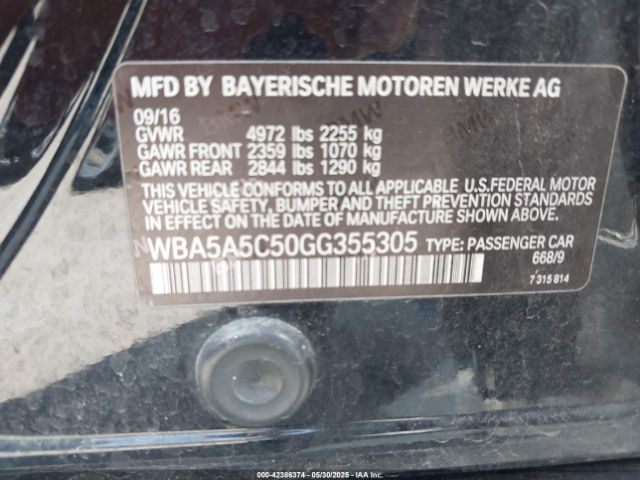 MFD BY BAYERISCHE MOTOREN WERKE AG
09/16
GVWR 4972 lbs 2255 kg
GAWR FRONT 2359 lbs 1070 kg
GAWR REAR 2844 lbs 1290 kg
THIS VEHICLE CONFORMS TO ALL APPLICABLE U.S.FEDERAL MOTOR
VEHICLE SAFETY, BUMPER AND THEFT PREVENTION STANDARDS
IN EFFECT ON THE DATE OF MANUFACTURE SHOWN ABOVE.
WBA5A5C50GG355305 TYPE: PASSENGER CAR
668/9
7 315 814
000-42386374 - 05/30/2025 - IAAI.COM